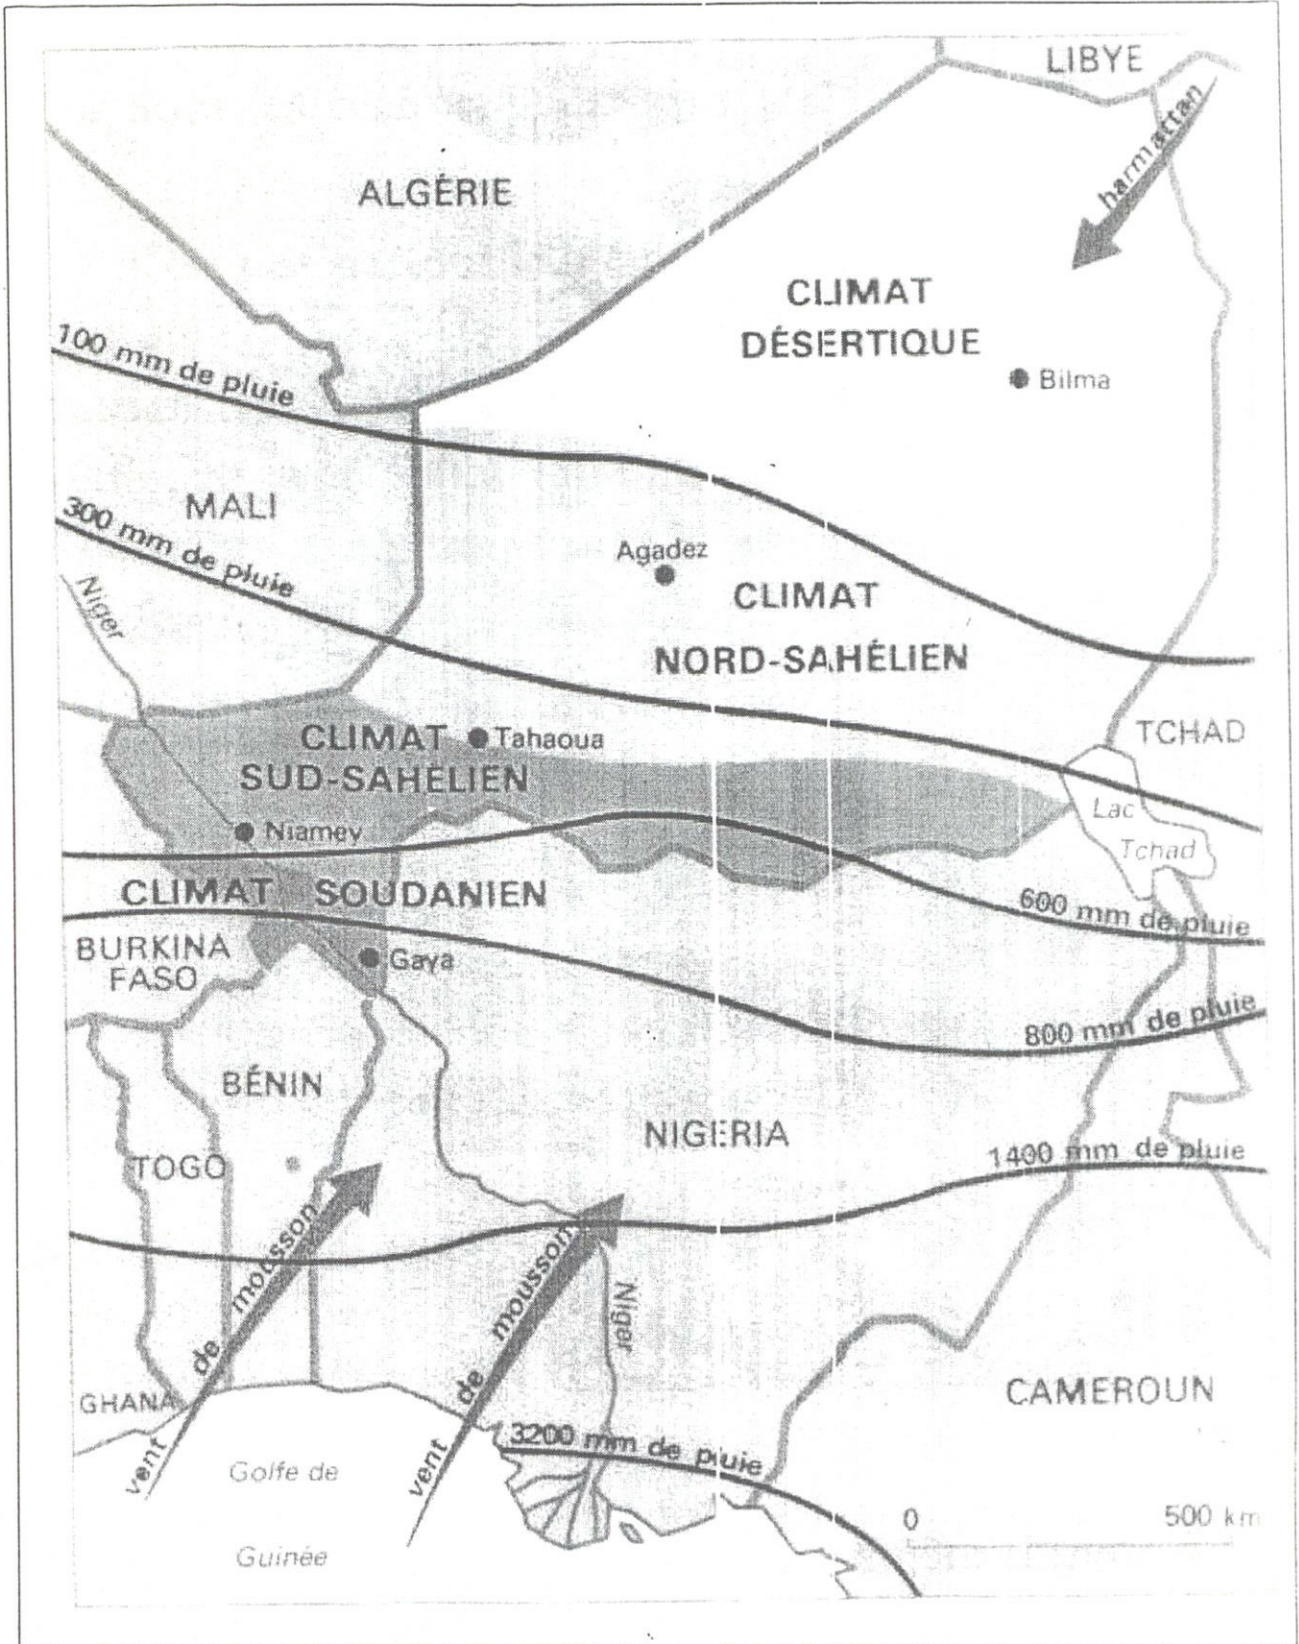 LIBYE
harmattan
ALGÉRIE
CLIMAT
DÉSERTIQUE
Bilma
100 mm de pluie
MALI
300 mm de pluie
Agadez
CLIMAT
NORD-SAHÉLIEN
Niger
TCHAD
CLIMAT
SUD-SAHÉLIEN
Tahaoua
Lac
Tchad
Niamey
CLIMAT SOUDANIEN
600 mm de pluie
BURKINA
FASO
Gaya
800 mm de pluie
BÉNIN
NIGERIA
1400 mm de pluie
TOGO
vent de mousson
vent de mousson
Niger
GHANA
CAMEROUN
3200 mm de pluie
Golfe de
Guinée
0 500 km